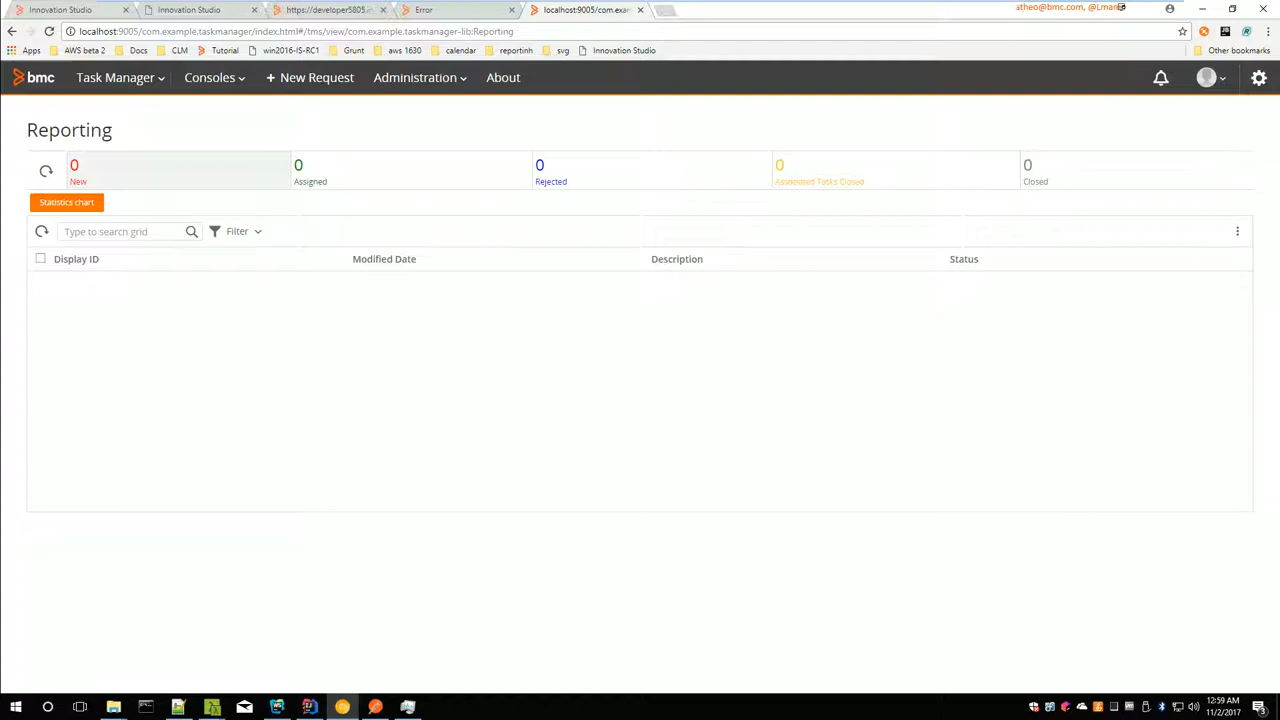 atheo@bmc.com, @Lman
Innovation Studio
Innovation Studio
https://developer5805.i
Error
localhost:9005/com.exa
localhost:9005/com.example.taskmanager/index.html#/tms/view/com.example.taskmanager-lib:Reporting
Apps AWS beta 2 Docs CLM Tutorial win2016-IS-RC1 Grunt aws 1630 calendar reportinh svg Innovation Studio Other bookmarks
bmc Task Manager Consoles + New Request Administration About
Reporting
0 0 0 0 0
New Assigned Rejected Associated Tasks Closed Closed
Statistics chart
Type to search grid Filter
Display ID Modified Date Description Status
12:59 AM
11/2/2017